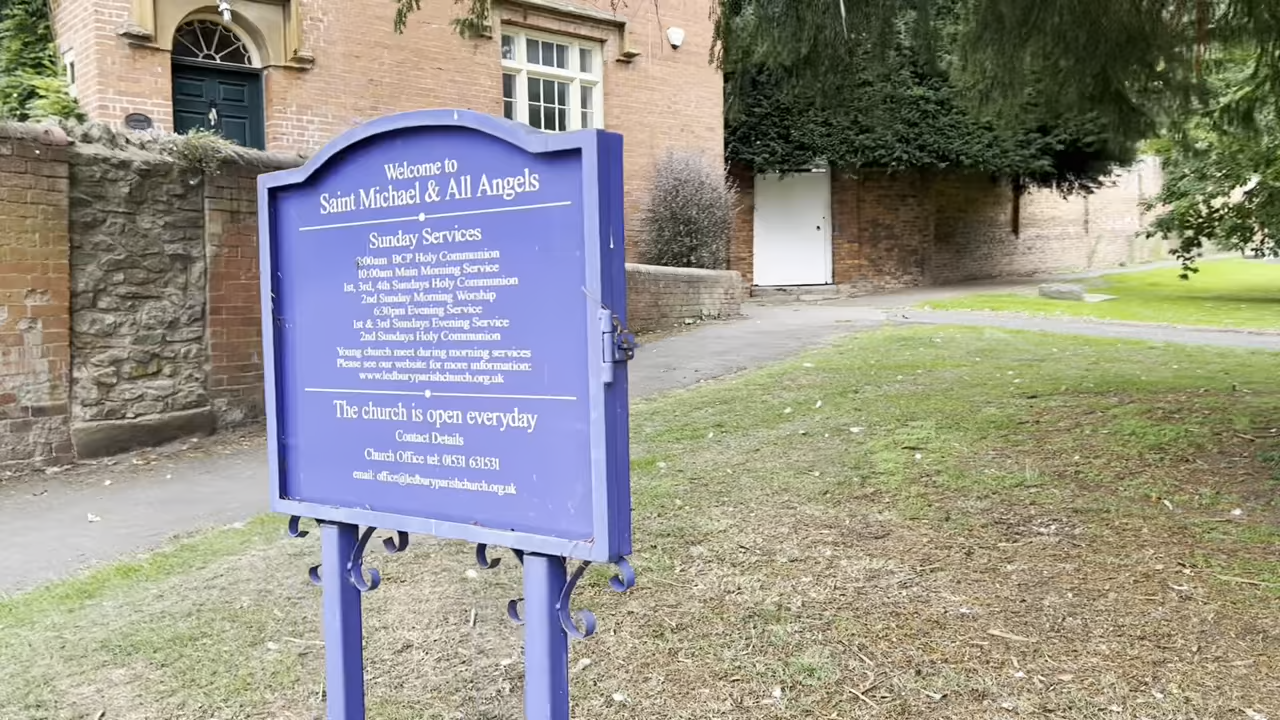 Welcome to
Saint Michael & All Angels
Sunday Services
8:00am BCP Holy Communion
10:00am Main Morning Service
1st, 3rd, 4th Sundays Holy Communion
2nd Sunday Morning Worship
6:30pm Evening Service
1st & 3rd Sundays Evening Service
2nd Sundays Holy Communion
Young church meet during morning services
Please see our website for more information:
www.ledburyparishchurch.org.uk
The church is open everyday
Contact Details
Church Office tel: 01531 631531
email: office@ledburyparishchurch.org.uk